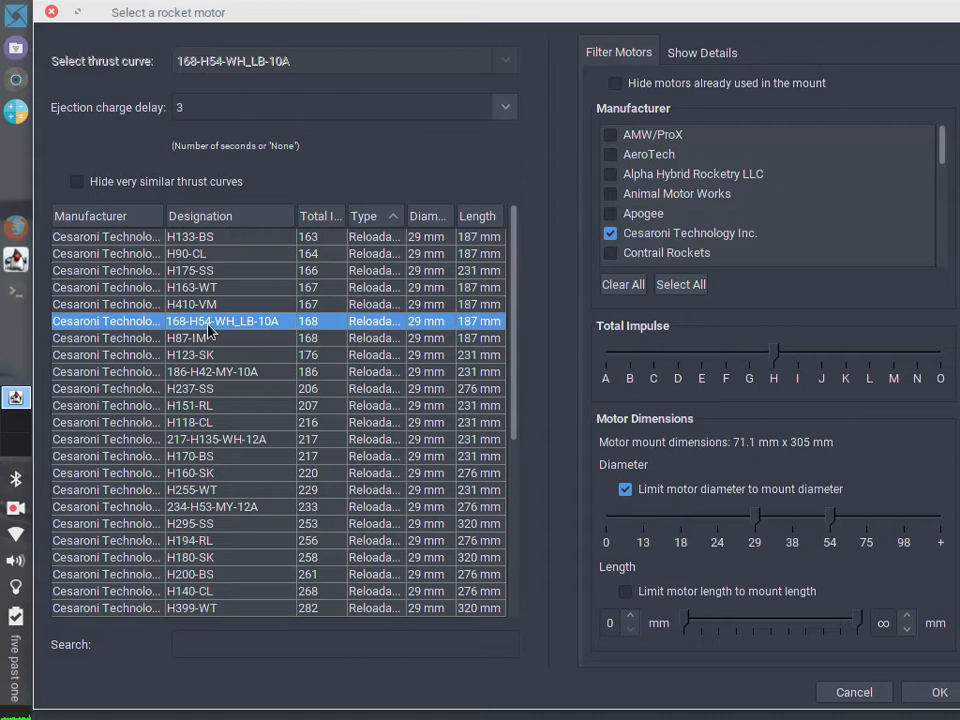 Select a rocket motor
Select thrust curve: 168-H54-WH_LB-10A
Ejection charge delay: 3
(Number of seconds or "None")
Hide very similar thrust curves
Manufacturer Designation Total I... Type Diam... Length
Cesaroni Technolo... H133-BS 163 Reloada... 29 mm 187 mm
Cesaroni Technolo... H90-CL 164 Reloada... 29 mm 187 mm
Cesaroni Technolo... H175-SS 166 Reloada... 29 mm 231 mm
Cesaroni Technolo... H163-WT 167 Reloada... 29 mm 187 mm
Cesaroni Technolo... H410-VM 167 Reloada... 29 mm 187 mm
Cesaroni Technolo... 168-H54-WH_LB-10A 168 Reloada... 29 mm 187 mm
Cesaroni Technolo... H87-IM 168 Reloada... 29 mm 187 mm
Cesaroni Technolo... H123-SK 176 Reloada... 29 mm 231 mm
Cesaroni Technolo... 186-H42-MY-10A 186 Reloada... 29 mm 231 mm
Cesaroni Technolo... H237-SS 206 Reloada... 29 mm 231 mm
Cesaroni Technolo... H151-RL 207 Reloada... 29 mm 231 mm
Cesaroni Technolo... H118-CL 216 Reloada... 29 mm 231 mm
Cesaroni Technolo... 217-H135-WH-12A 217 Reloada... 29 mm 231 mm
Cesaroni Technolo... H170-BS 217 Reloada... 29 mm 231 mm
Cesaroni Technolo... H160-SK 220 Reloada... 29 mm 276 mm
Cesaroni Technolo... H255-WT 229 Reloada... 29 mm 231 mm
Cesaroni Technolo... 234-H53-MY-12A 233 Reloada... 29 mm 276 mm
Cesaroni Technolo... H295-SS 253 Reloada... 29 mm 320 mm
Cesaroni Technolo... H194-RL 256 Reloada... 29 mm 276 mm
Cesaroni Technolo... H180-SK 258 Reloada... 29 mm 320 mm
Cesaroni Technolo... H200-BS 261 Reloada... 29 mm 276 mm
Cesaroni Technolo... H140-CL 268 Reloada... 29 mm 276 mm
Cesaroni Technolo... H399-WT 282 Reloada... 29 mm 320 mm
Search:
Filter Motors Show Details
Hide motors already used in the mount
Manufacturer
AMW/ProX
AeroTech
Alpha Hybrid Rocketry LLC
Animal Motor Works
Apogee
Cesaroni Technology Inc.
Contrail Rockets
Clear All Select All
Total Impulse
A B C D E F G H I J K L M N O
Motor Dimensions
Motor mount dimensions: 71.1 mm x 305 mm
Diameter
Limit motor diameter to mount diameter
0 13 18 24 29 38 54 75 98 +
Length
Limit motor length to mount length
0 mm ∞ mm
Cancel OK
five past one